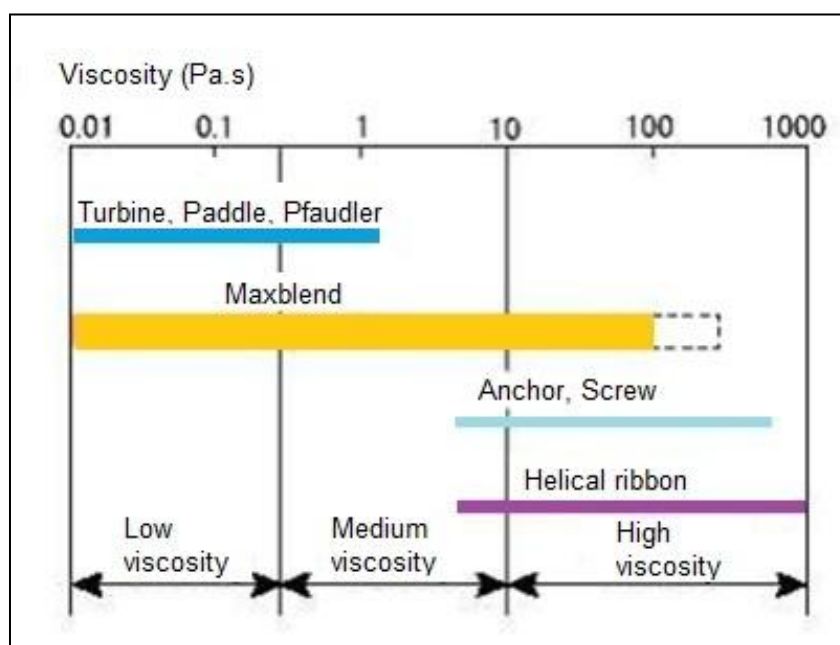 Viscosity (Pa.s)
0.01 0.1 1 10 100 1000
Turbine, Paddle, Pfaudler
Maxblend
Anchor, Screw
Helical ribbon
Low
viscosity
Medium
viscosity
High
viscosity